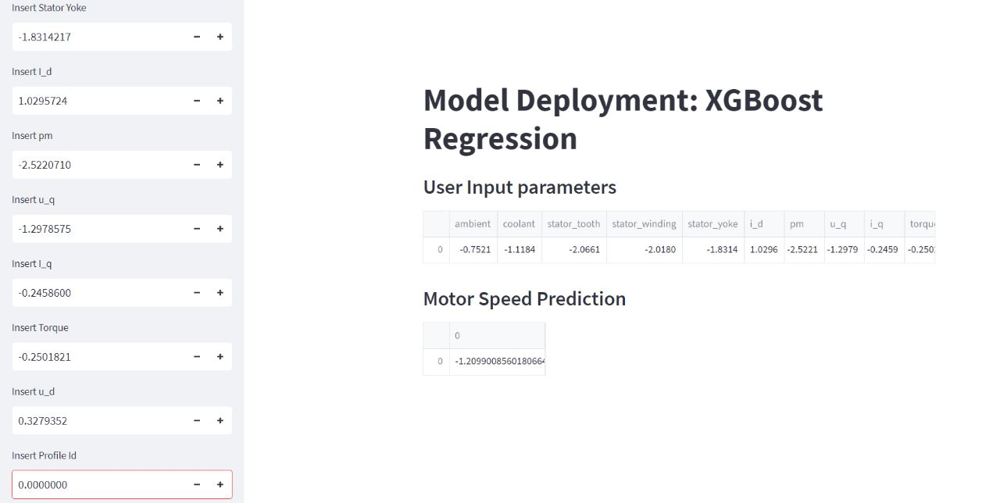 Insert Stator Yoke
-1.8314217
Insert I_d
1.0295724
Insert pm
-2.5220710
Insert u_q
-1.2978575
Insert I_q
-0.2458600
Insert Torque
-0.2501821
Insert u_d
0.3279352
Insert Profile Id
0.0000000
Model Deployment: XGBoost
Regression
User Input parameters
ambient coolant stator_tooth stator_winding stator_yoke i_d pm u_q i_q torqu
0 -0.7521 -1.1184 -2.0661 -2.0180 -1.8314 1.0296 -2.5221 -1.2979 -0.2459 -0.250
Motor Speed Prediction
0
0 -1.2099008560180664